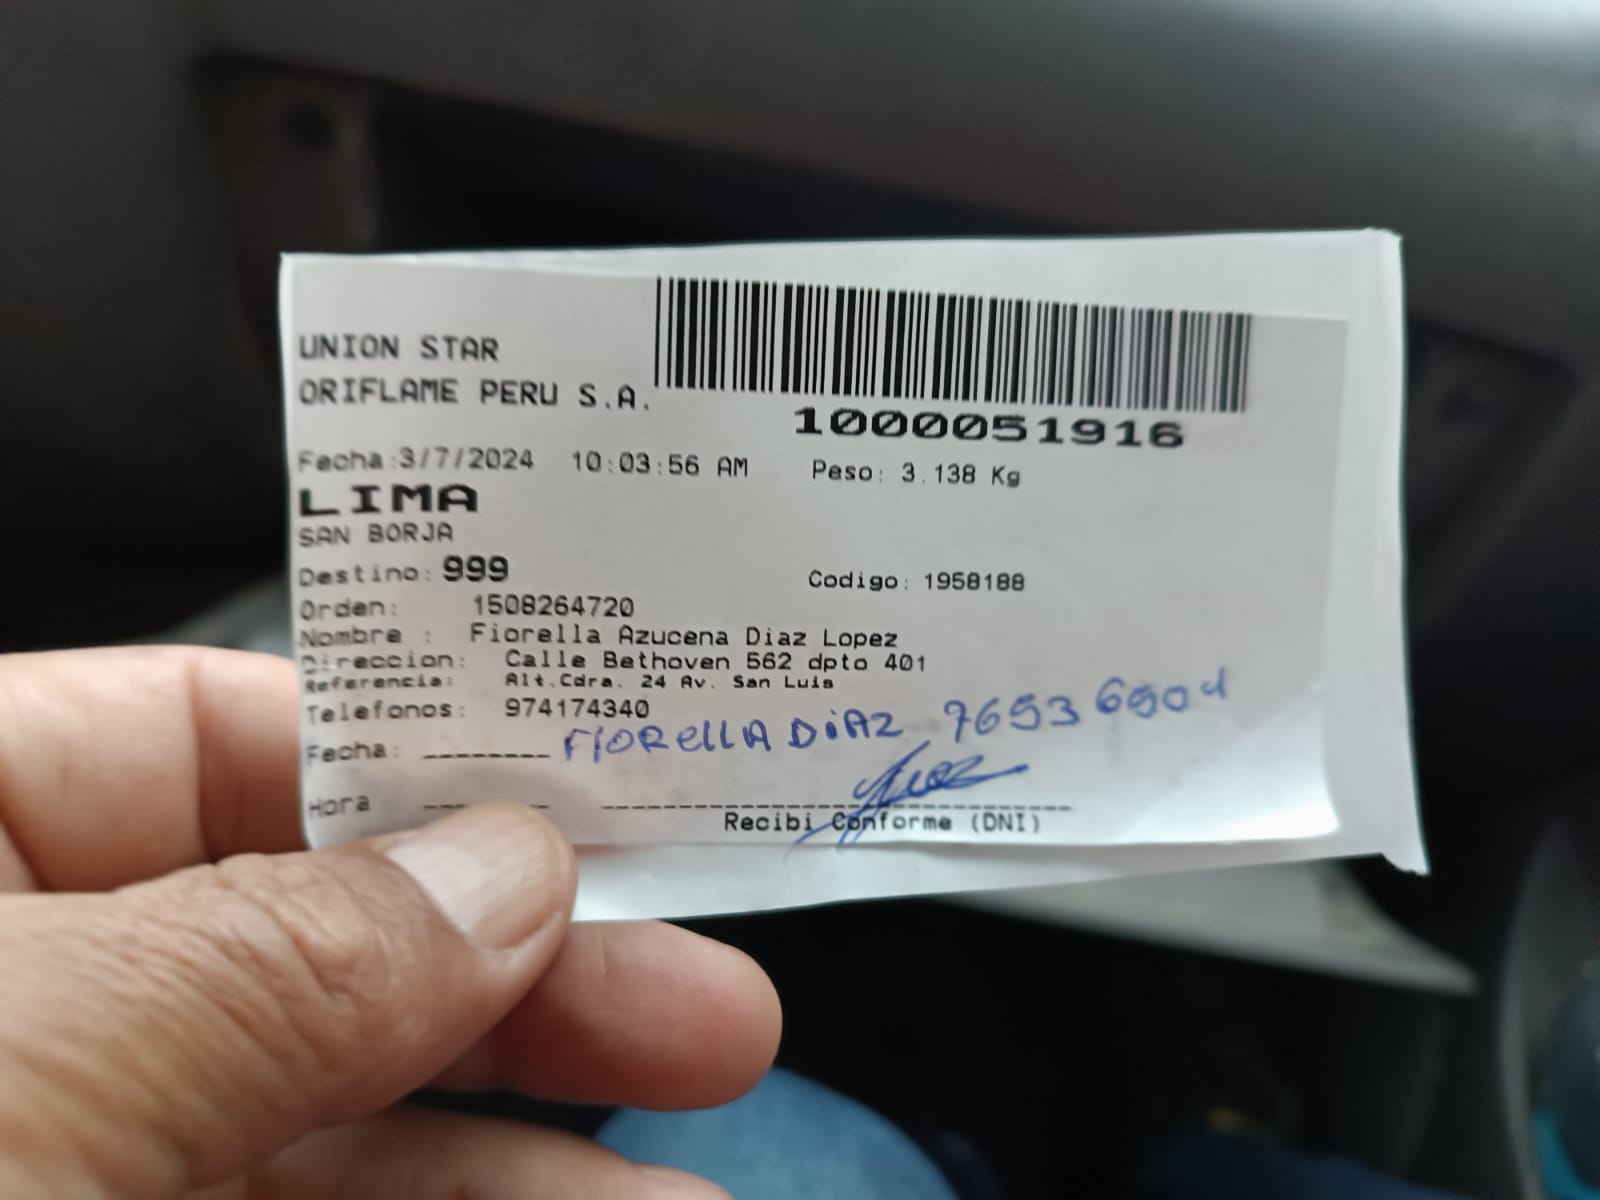 UNION STAR
ORIFLAME PERU S.A.
1000051916
Fecha:3/7/2024 10:03:56 AM Peso: 3.138 Kg
LIMA
SAN BORJA
Destino: 999 Codigo: 1958188
Orden: 1508264720
Nombre : Fiorella Azucena Diaz Lopez
Direccion: Calle Bethoven 562 dpto 401
Referencia: Alt.Cdra. 24 Av. San Luis
Telefonos: 974174340
Fecha: ________ FIORELLA DIAZ
Hora ________
Recibi Conforme (DNI)